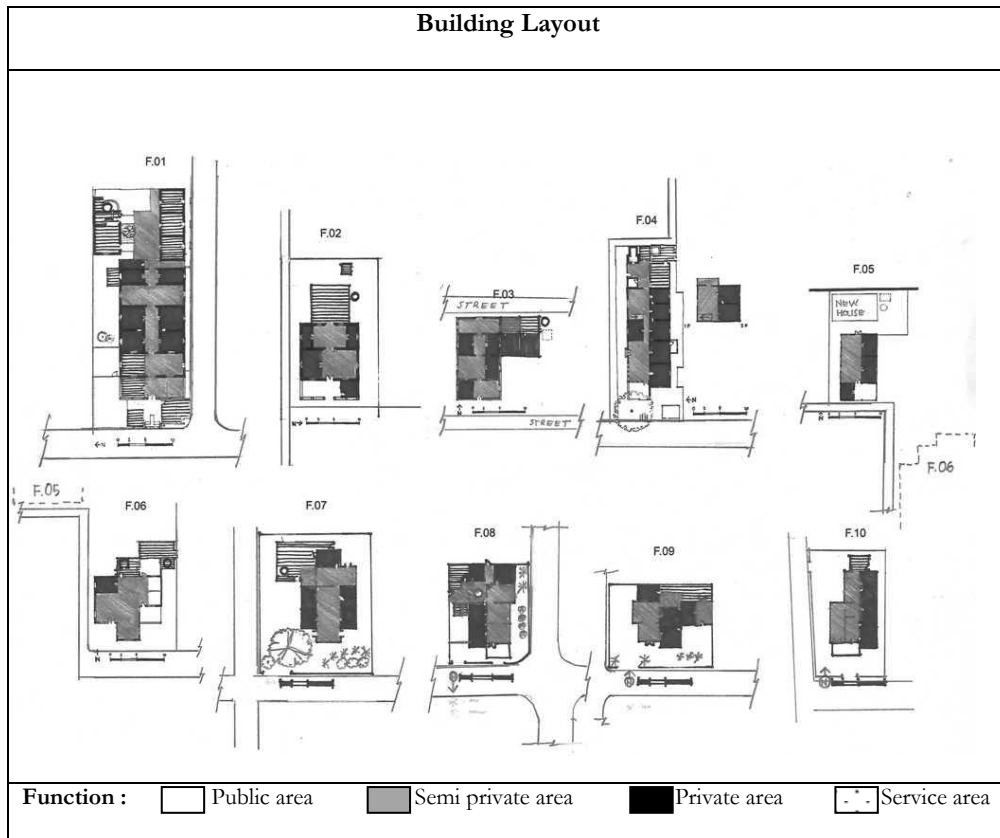 Building Layout
F.01
F.02
F.03
STREET
STREET
F.04
F.05
NEW
HOUSE
F.06
F.05
F.06
F.07
F.08
F.09
F.10
Function : Public area Semi private area Private area Service area